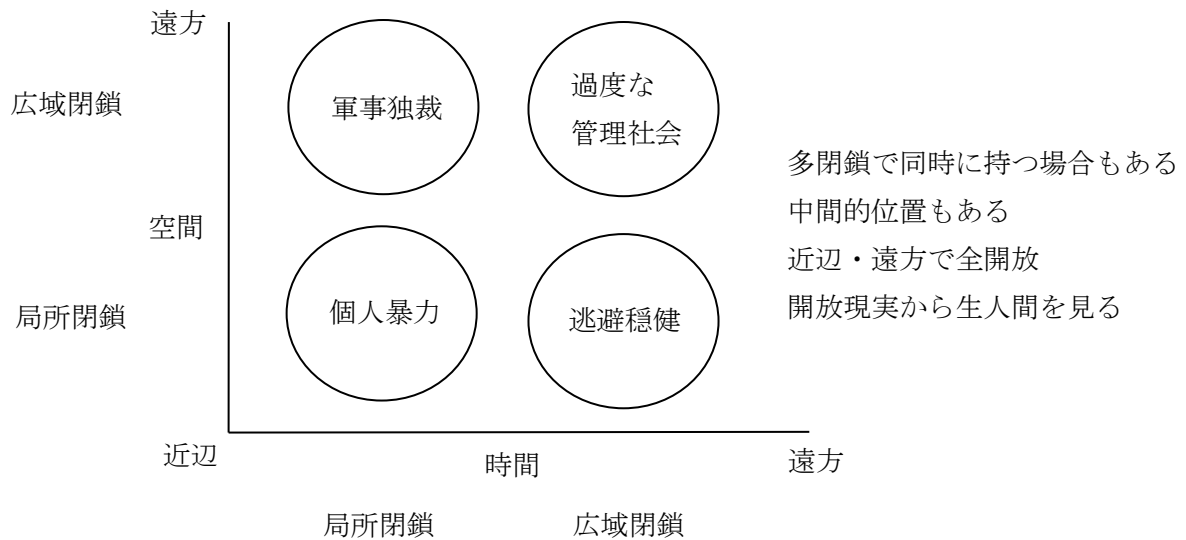 遠方
広域閉鎖
軍事独裁
過度な
管理社会
多閉鎖で同時に持つ場合もある
中間的位置もある
空間
近辺・遠方で全開放
開放現実から生人間を見る
局所閉鎖
個人暴力
逃避穏健
近辺
時間
遠方
局所閉鎖
広域閉鎖